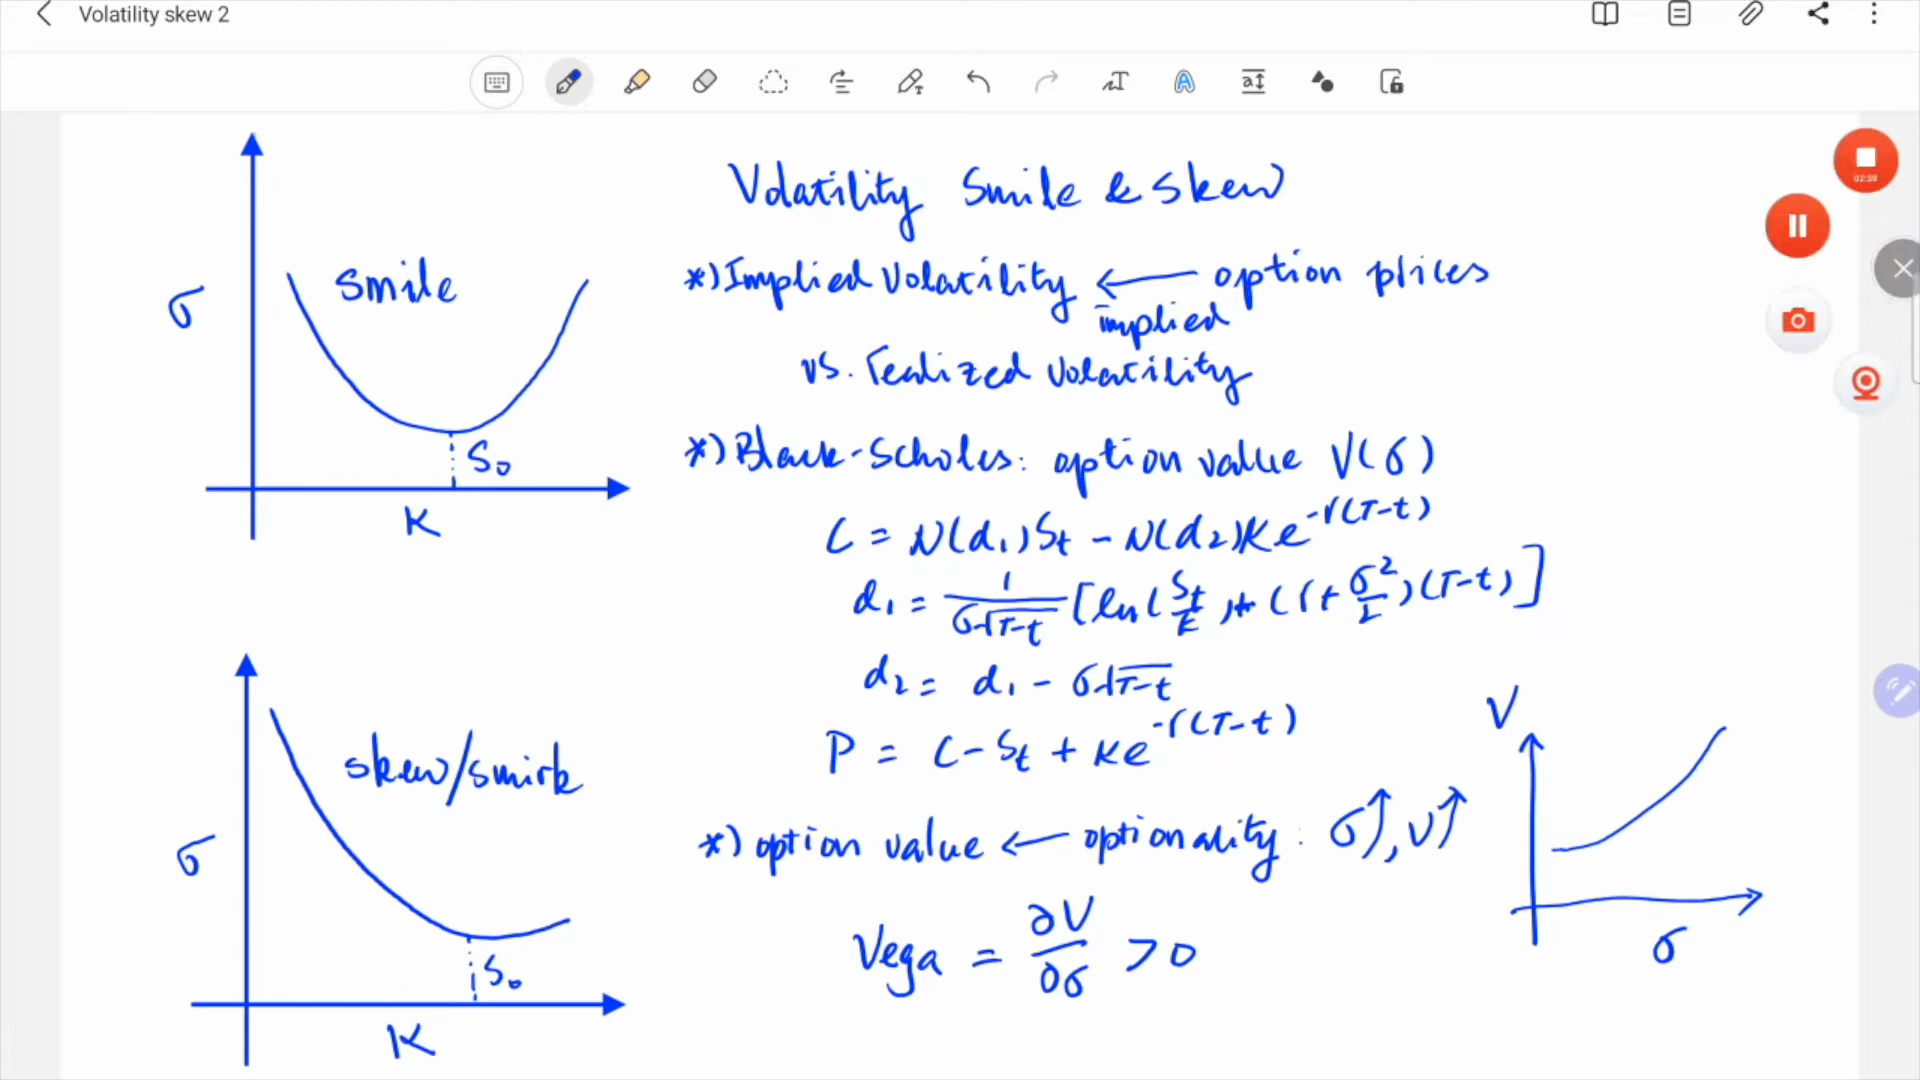 Volatility skew 2
02:39
Volatility Smile & skew
*) Implied Volatility ← option prices
implied
vs. realized volatility
*) Black-Scholes: option value V(σ)
C = N(d₁)Sₜ - N(d₂)Ke^{-r(T-t)}
d₁ = 1/(σ√(T-t)) [ln(Sₜ/K) + (r + σ²/2)(T-t)]
d₂ = d₁ - σ√(T-t)
P = C - Sₜ + Ke^{-r(T-t)}
*) option value ← optionality: σ↑, V↑
Vega = ∂V/∂σ > 0
σ
smile
S₀
K
σ
skew/smirk
S₀
K
V
σ